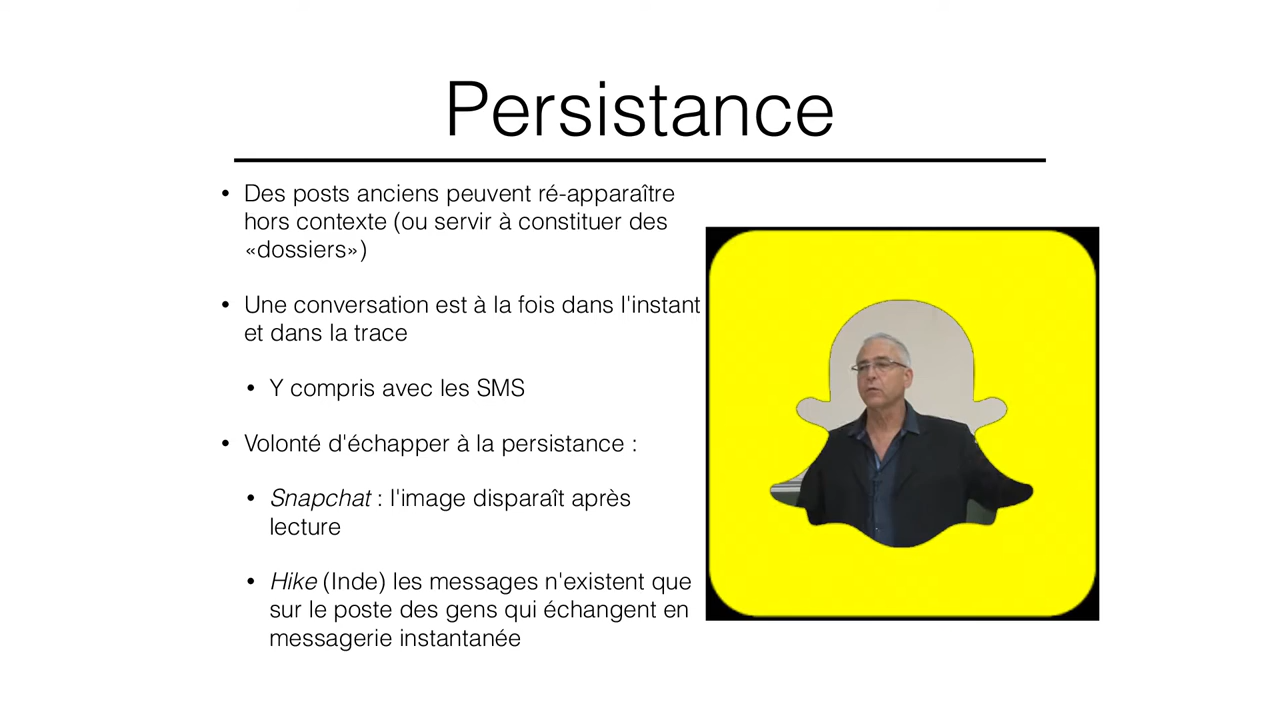 Persistance
• Des posts anciens peuvent ré-apparaître
hors contexte (ou servir à constituer des
«dossiers»)
• Une conversation est à la fois dans l'instant
et dans la trace
• Y compris avec les SMS
• Volonté d'échapper à la persistance :
• Snapchat : l'image disparaît après
lecture
• Hike (Inde) les messages n'existent que
sur le poste des gens qui échangent en
messagerie instantanée